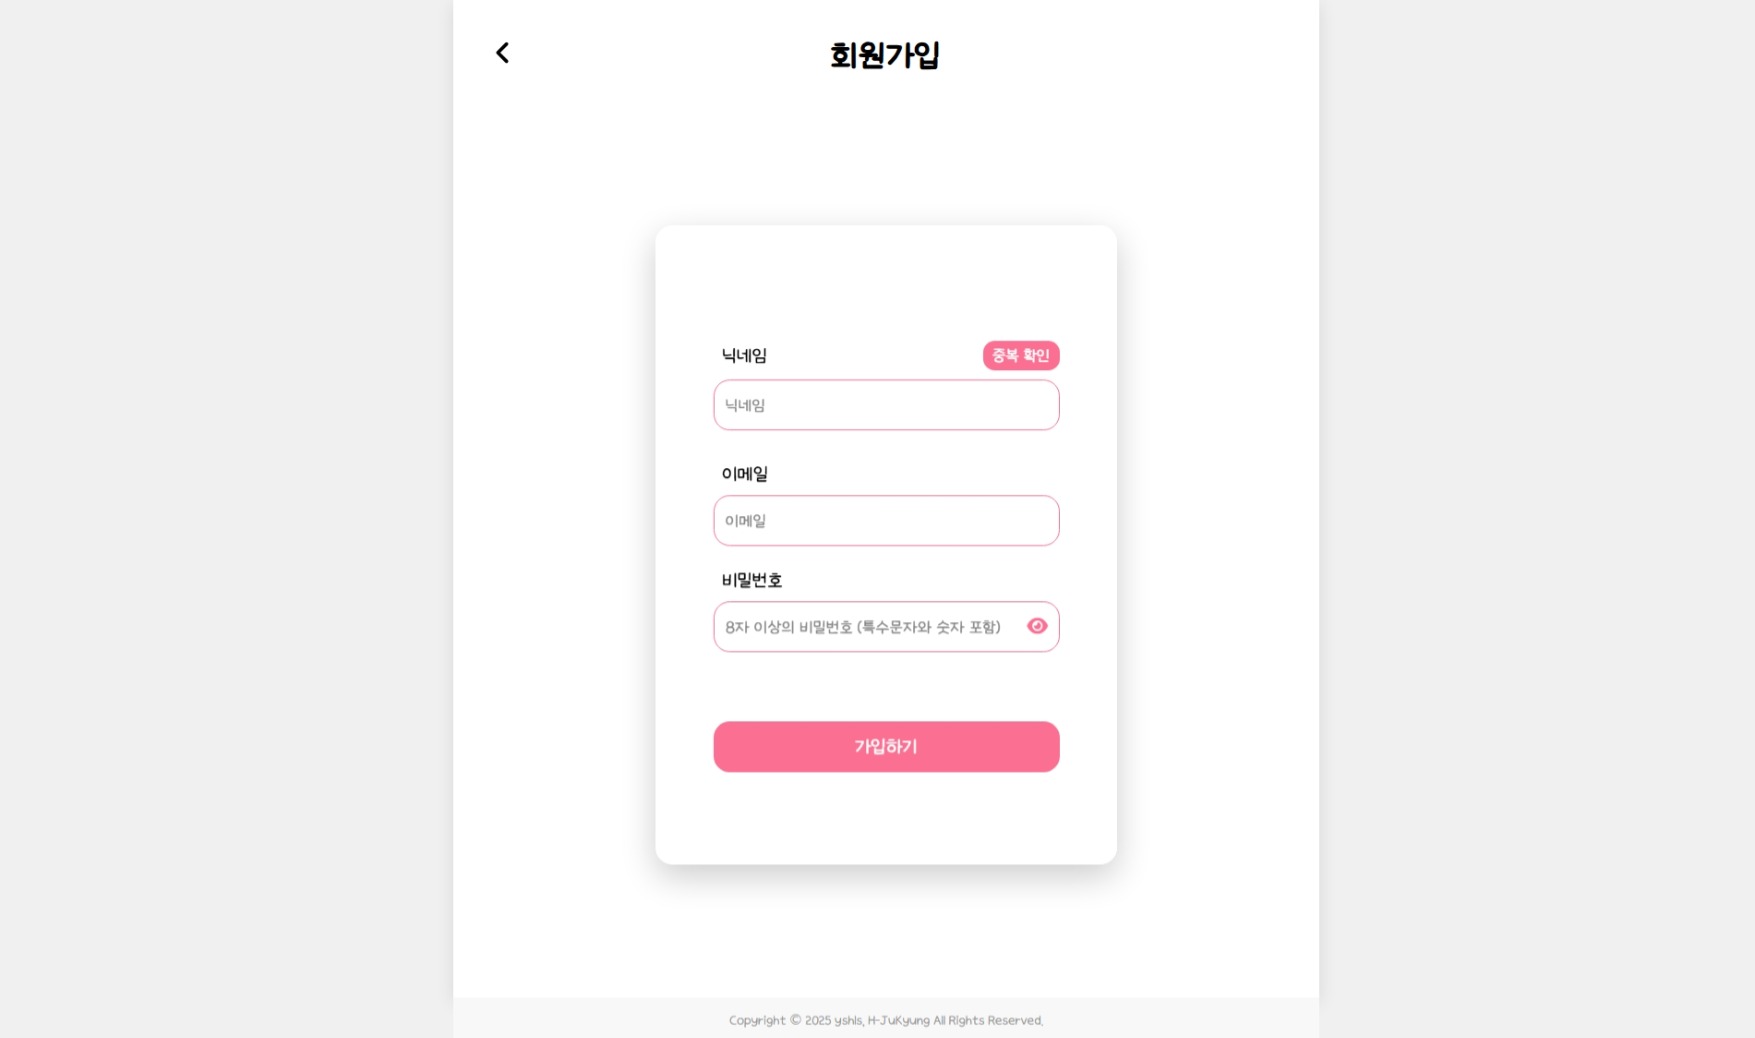 회원가입
닉네임
중복 확인
닉네임
이메일
이메일
비밀번호
8자 이상의 비밀번호 (특수문자와 숫자 포함)
가입하기
Copyright © 2025 yshls, H-JuKyung All Rights Reserved.